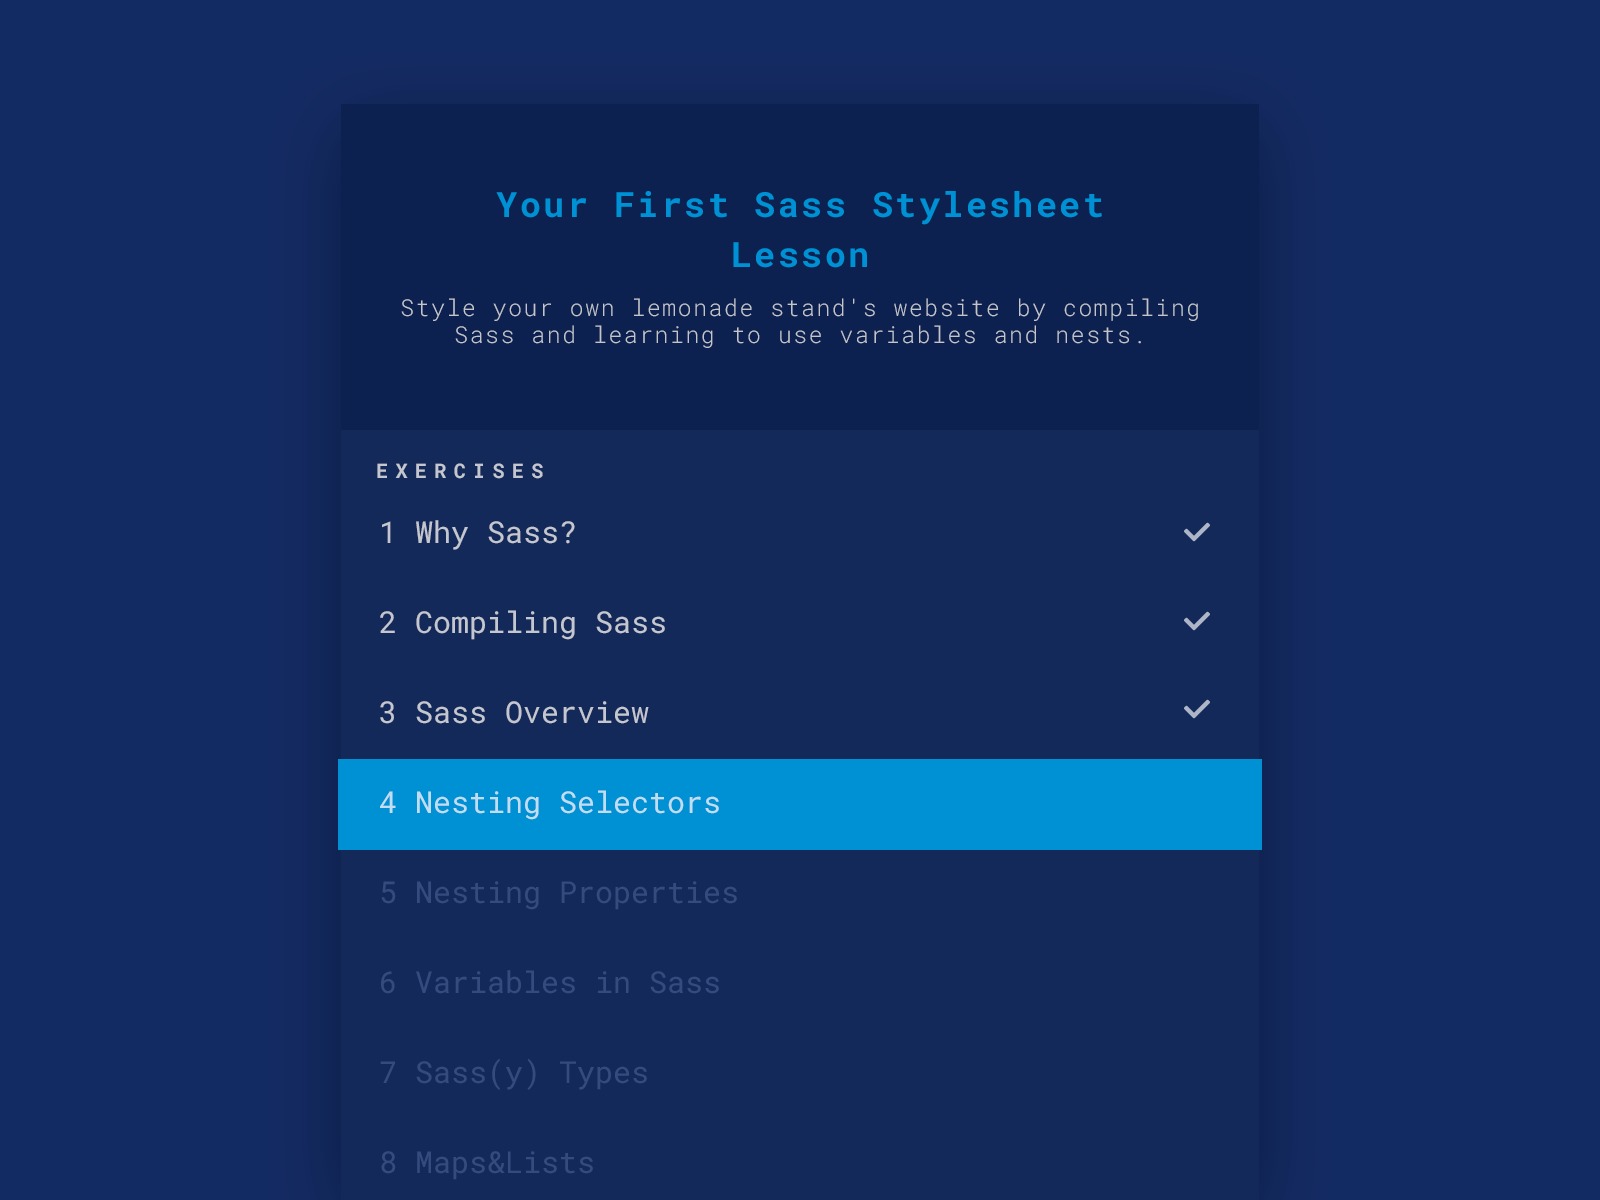 Your First Sass Stylesheet
Lesson
Style your own lemonade stand's website by compiling
Sass and learning to use variables and nests.
EXERCISES
1 Why Sass?
2 Compiling Sass
3 Sass Overview
4 Nesting Selectors
5 Nesting Properties
6 Variables in Sass
7 Sass(y) Types
8 Maps&Lists